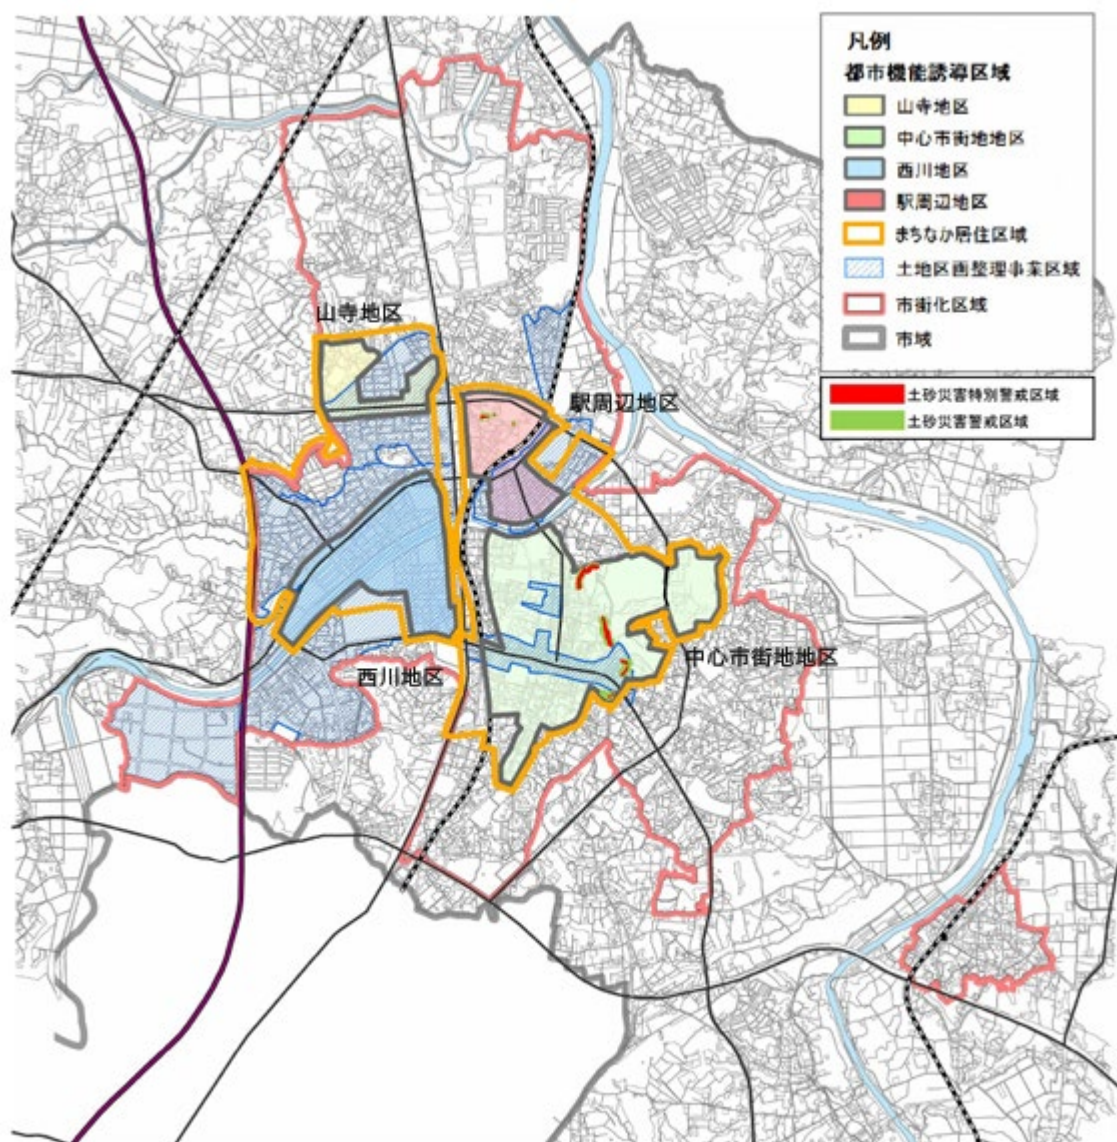 凡例
都市機能誘導区域
山寺地区
中心市街地地区
西川地区
駅周辺地区
まちなか居住区域
土地区画整理事業区域
市街化区域
市域
土砂災害特別警戒区域
土砂災害警戒区域
山寺地区
駅周辺地区
中心市街地地区
西川地区